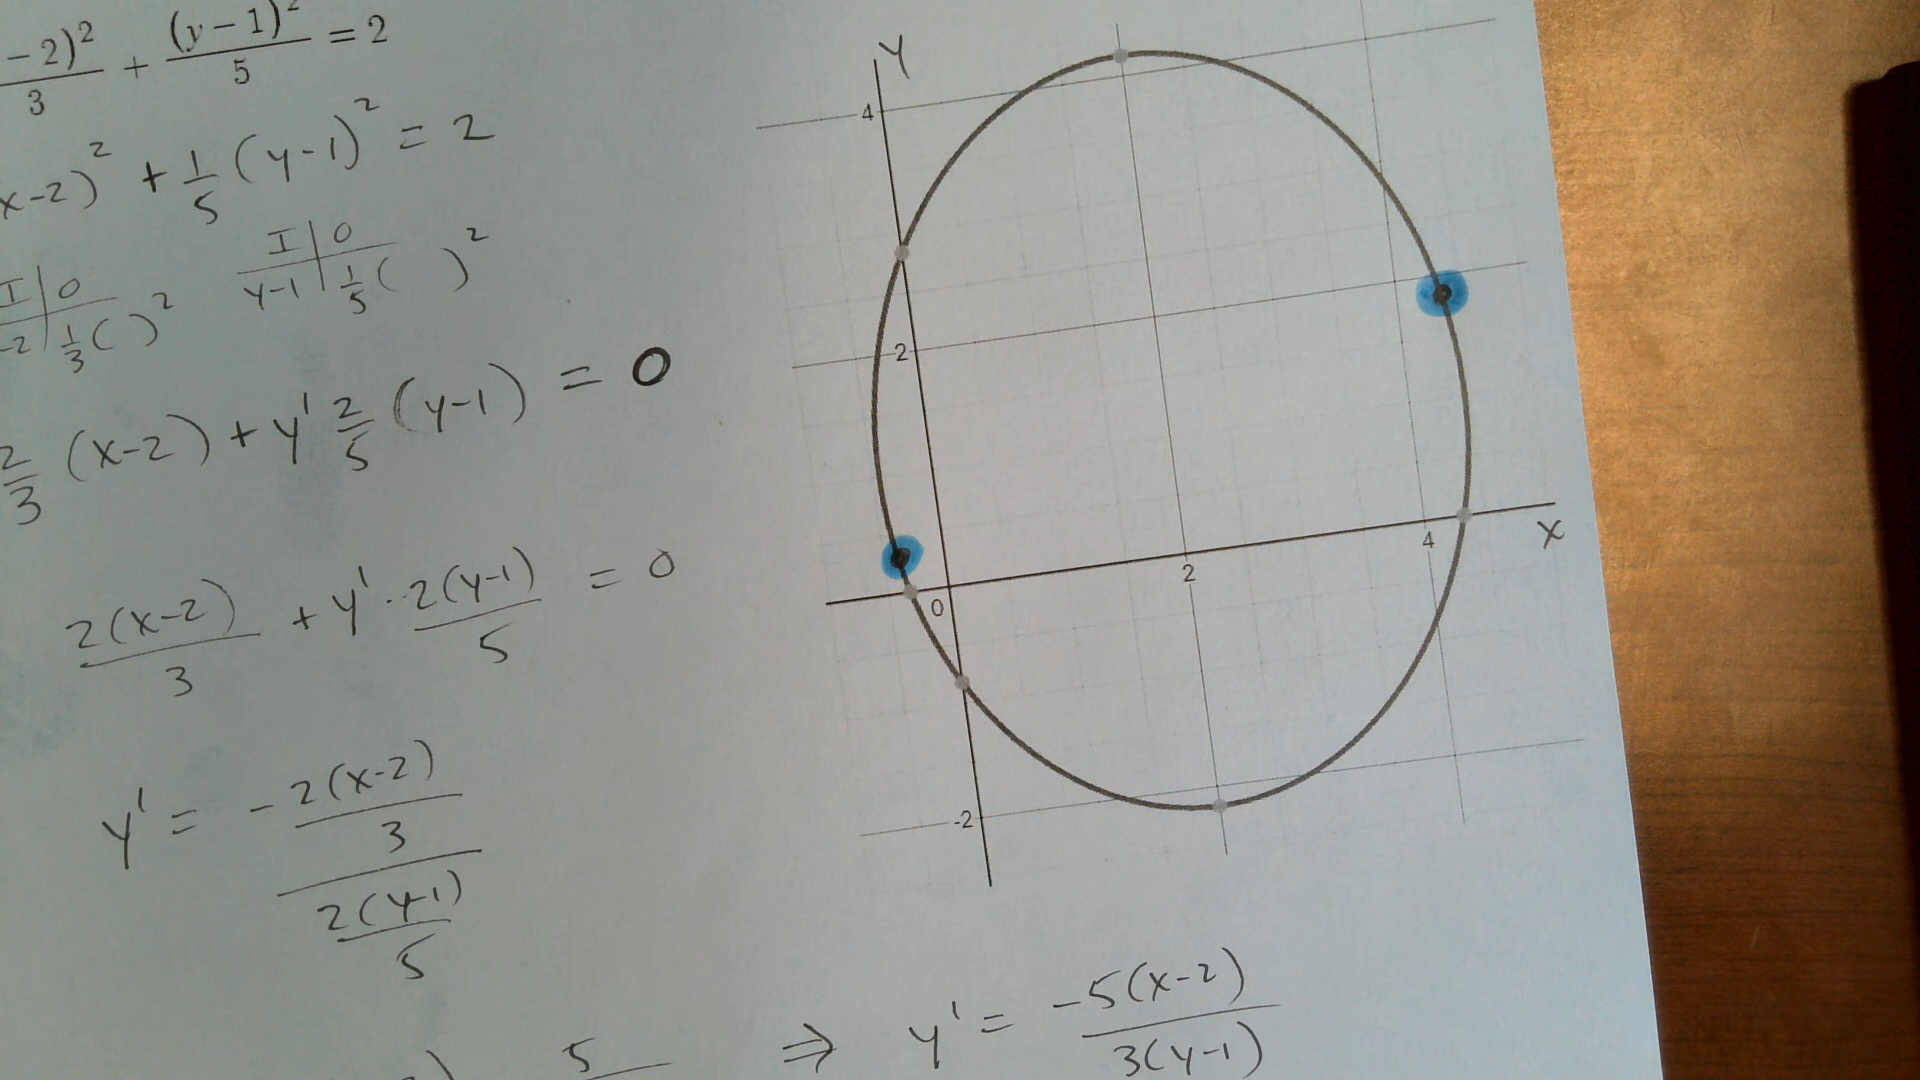 - 2)² / 3 + (y - 1)² / 5 = 2
x-2)² + 1/5 (y-1)² = 2
I | O
y-1 | 1/5 ( )²
I | O
-2 | 1/3 ( )²
2/3 (x-2) + y' 2/5 (y-1) = 0
2(x-2)/3 + y' · 2(y-1)/5 = 0
y' = - 2(x-2)/3 / 2(y-1)/5
5
⇒ y' = -5(x-2) / 3(y-1)
Y
4
2
0
2
4
X
-2